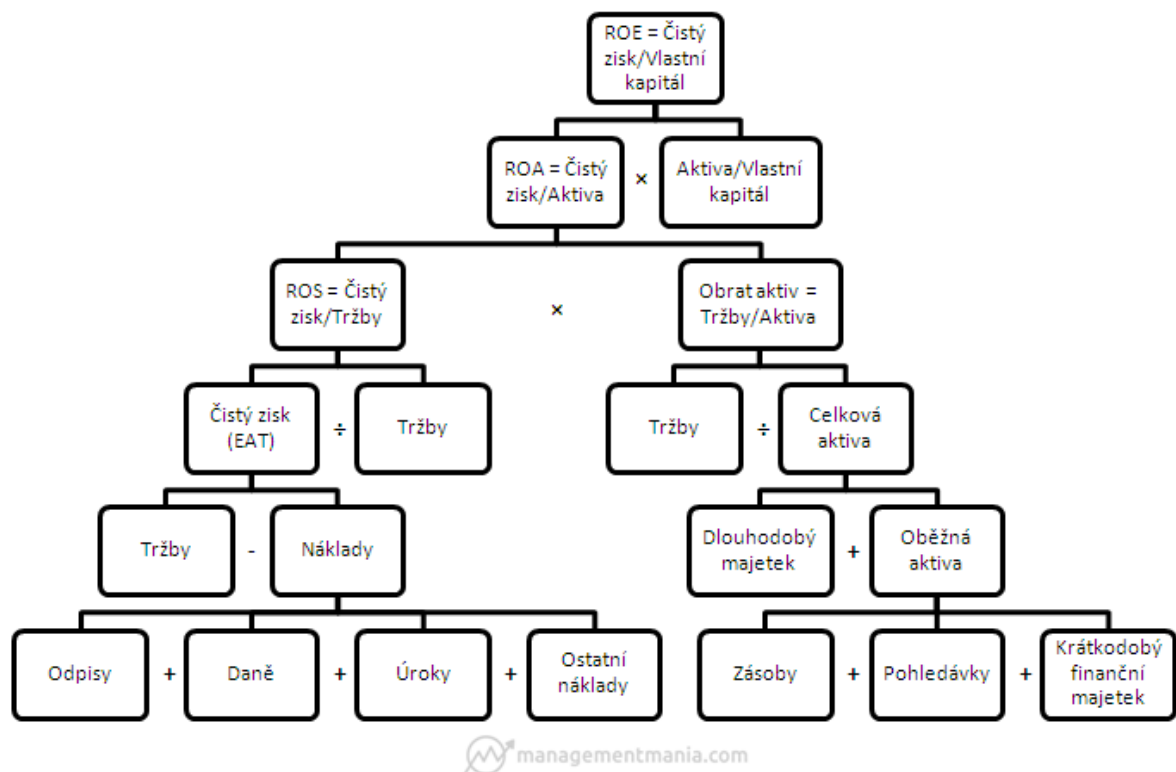 ROE = Čistý
zisk/Vlastní
kapitál
ROA = Čistý
zisk/Aktiva
×
Aktiva/Vlastní
kapitál
ROS = Čistý
zisk/Tržby
×
Obrat aktiv =
Tržby/Aktiva
Čistý zisk
(EAT)
÷
Tržby
Tržby
÷
Celková
aktiva
Tržby
-
Náklady
Dlouhodobý
majetek
+
Oběžná
aktiva
Odpisy
+
Daně
+
Úroky
+
Ostatní
náklady
Zásoby
+
Pohledávky
+
Krátkodobý
finanční
majetek
managementmania.com